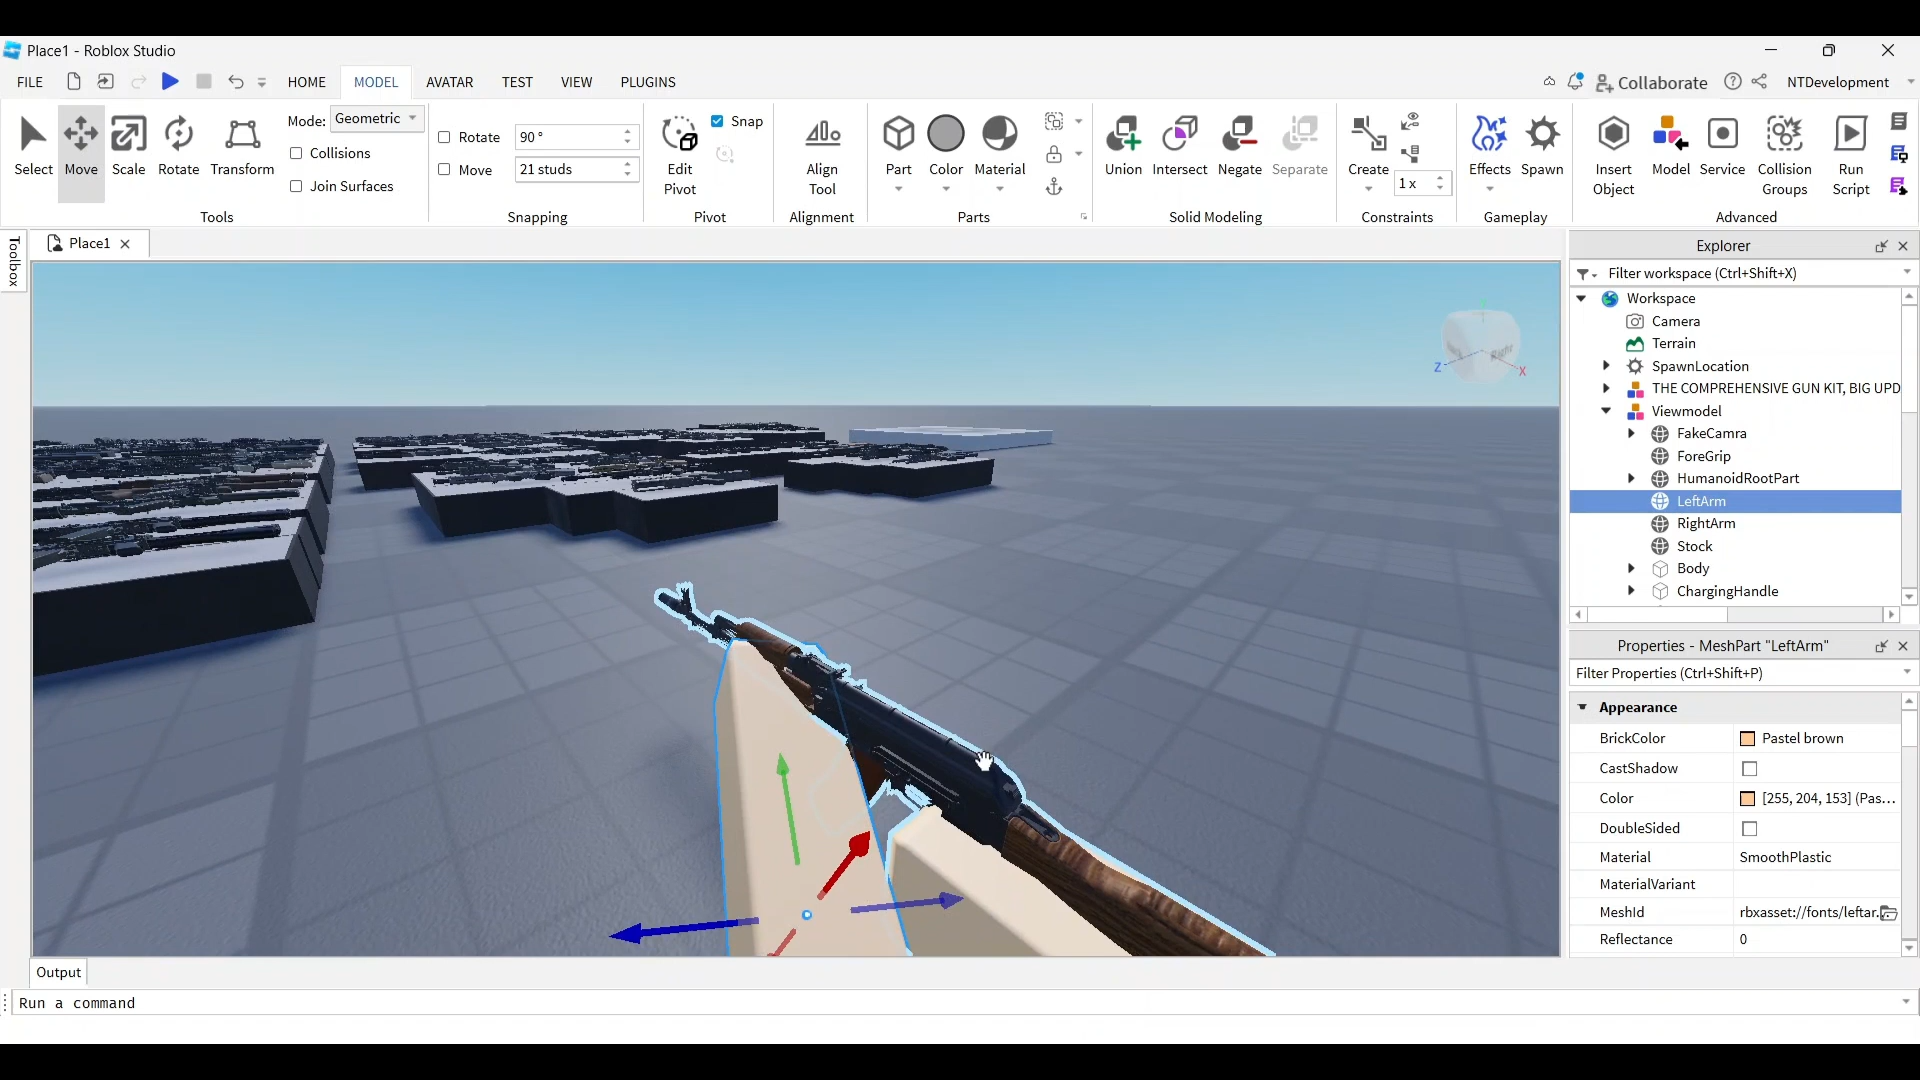 Place1 - Roblox Studio
FILE
HOME
MODEL
AVATAR
TEST
VIEW
PLUGINS
Collaborate
NTDevelopment
Select
Move
Scale
Rotate
Transform
Mode:
Geometric
Collisions
Join Surfaces
Tools
Rotate
90 °
Move
21 studs
Snapping
Edit
Pivot
Snap
Pivot
Align
Tool
Alignment
Part
Color
Material
Parts
Union
Intersect
Negate
Separate
Solid Modeling
Create
1 x
Constraints
Effects
Spawn
Gameplay
Insert
Object
Model
Service
Collision
Groups
Run
Script
Advanced
Toolbox
Place1
Z
X
Explorer
Filter workspace (Ctrl+Shift+X)
Workspace
Camera
Terrain
SpawnLocation
THE COMPREHENSIVE GUN KIT, BIG UPD
Viewmodel
FakeCamra
ForeGrip
HumanoidRootPart
LeftArm
RightArm
Stock
Body
ChargingHandle
Properties - MeshPart "LeftArm"
Filter Properties (Ctrl+Shift+P)
Appearance
BrickColor Pastel brown
CastShadow
Color [255, 204, 153] (Pas...
DoubleSided
Material SmoothPlastic
MaterialVariant
MeshId rbxasset://fonts/leftar...
Reflectance 0
Output
Run a command